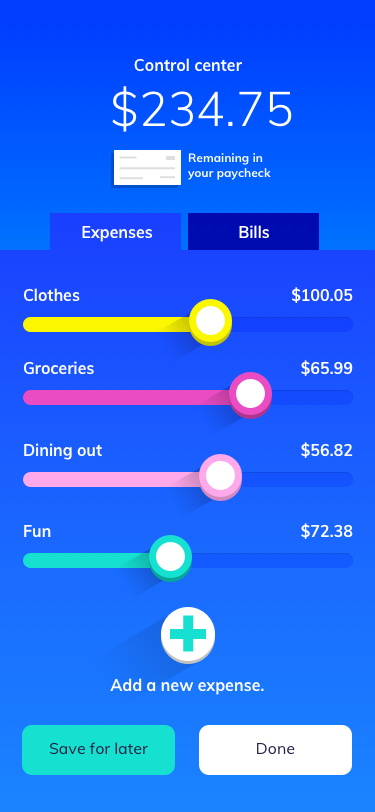 Control center
$234.75
Remaining in
your paycheck
Expenses
Bills
Clothes
$100.05
Groceries
$65.99
Dining out
$56.82
Fun
$72.38
Add a new expense.
Save for later
Done